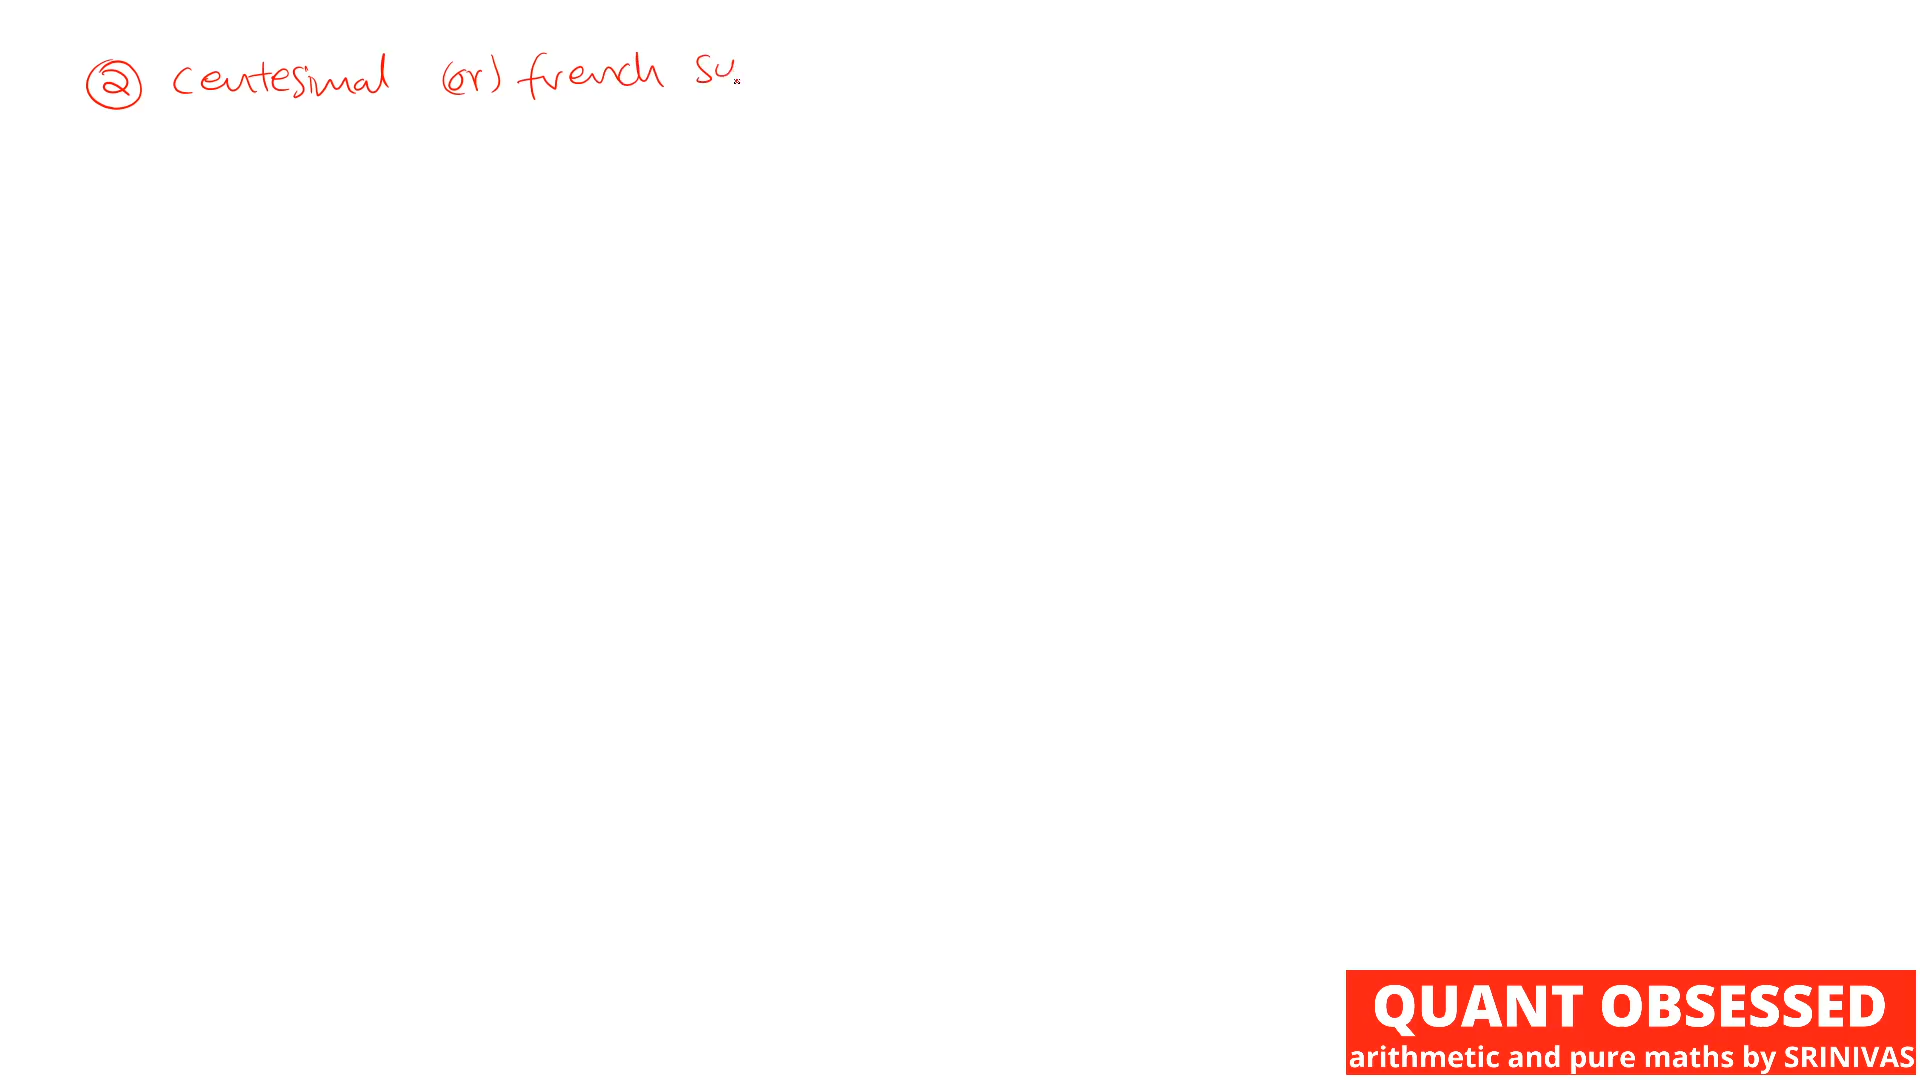 ② centesimal (or) french su
QUANT OBSESSED
arithmetic and pure maths by SRINIVAS